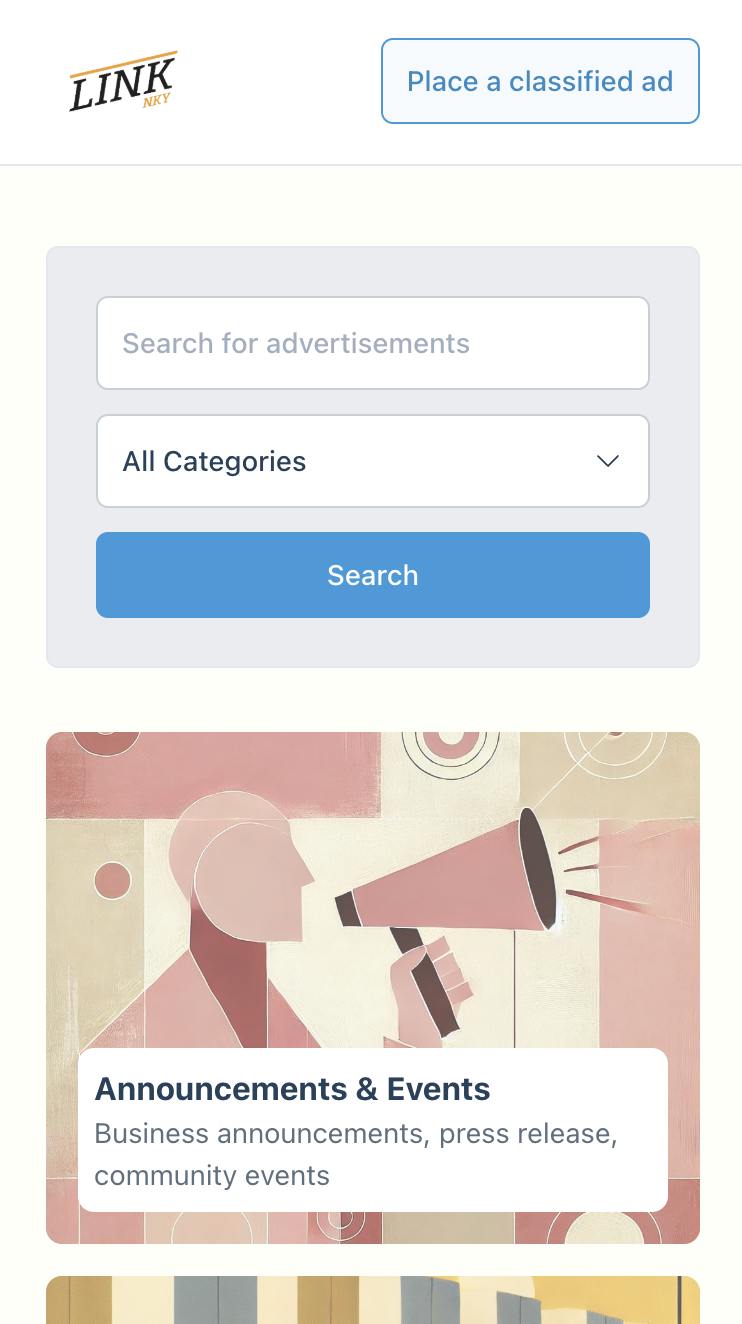 LINK
NKY
Place a classified ad
Search for advertisements
All Categories
Search
Announcements & Events
Business announcements, press release,
community events